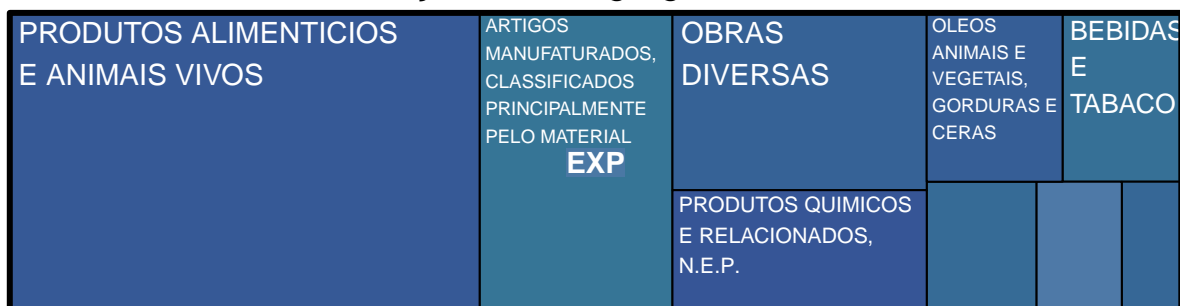 PRODUTOS ALIMENTICIOS
E ANIMAIS VIVOS
ARTIGOS
MANUFATURADOS,
CLASSIFICADOS
PRINCIPALMENTE
PELO MATERIAL
EXP
OBRAS
DIVERSAS
PRODUTOS QUIMICOS
E RELACIONADOS,
N.E.P.
OLEOS
ANIMAIS E
VEGETAIS,
GORDURAS E
CERAS
BEBIDAS
E
TABACO